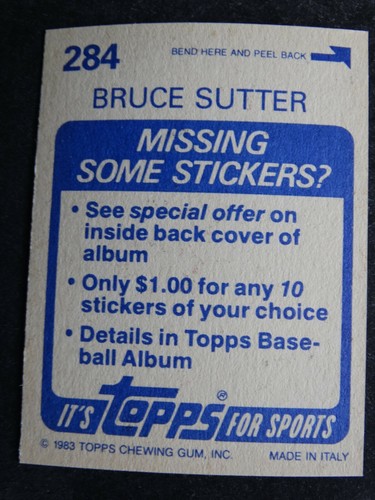 284
BEND HERE AND PEEL BACK
BRUCE SUTTER
MISSING
SOME STICKERS?
• See special offer on
inside back cover of
album
• Only $1.00 for any 10
stickers of your choice
• Details in Topps Base-
ball Album
IT'S topps® FOR SPORTS
© 1983 TOPPS CHEWING GUM, INC. MADE IN ITALY